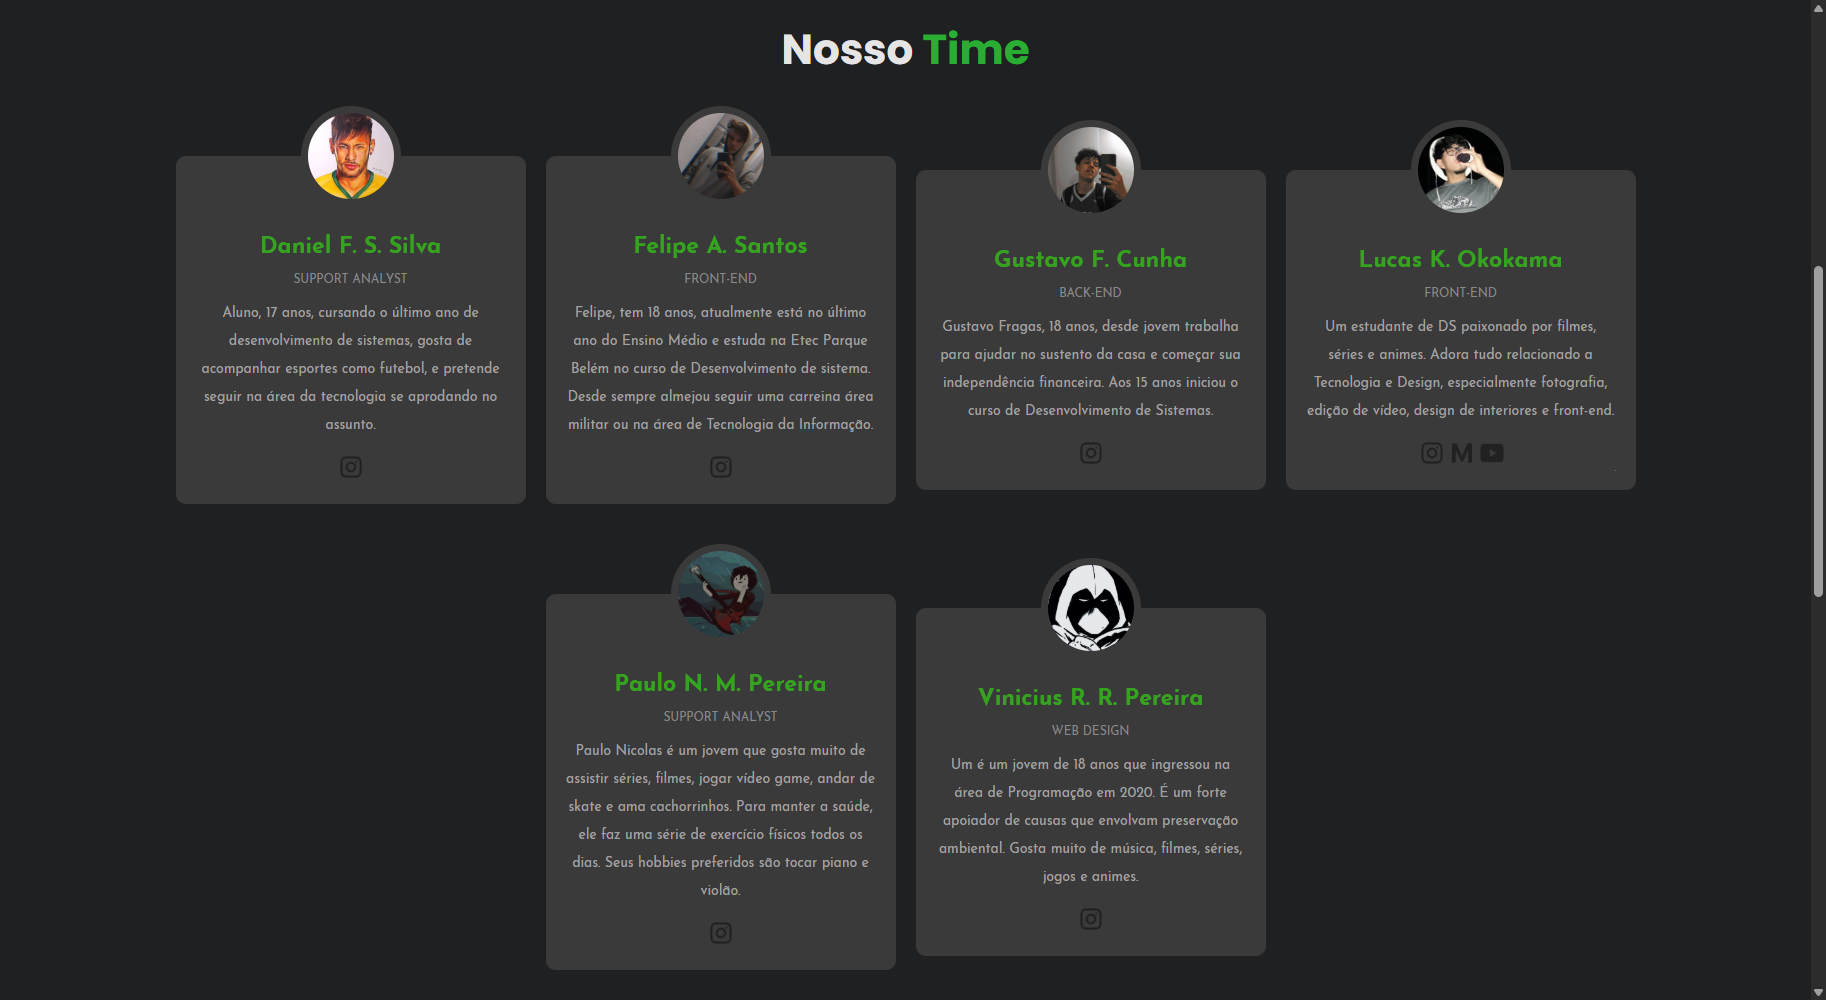 Nosso Time
Daniel F. S. Silva
SUPPORT ANALYST
Aluno, 17 anos, cursando o último ano de
desenvolvimento de sistemas, gosta de
acompanhar esportes como futebol, e pretende
seguir na área da tecnologia se aprodando no
assunto.
Felipe A. Santos
FRONT-END
Felipe, tem 18 anos, atualmente está no último
ano do Ensino Médio e estuda na Etec Parque
Belém no curso de Desenvolvimento de sistema.
Desde sempre almejou seguir uma carreina área
militar ou na área de Tecnologia da Informação.
Gustavo F. Cunha
BACK-END
Gustavo Fragas, 18 anos, desde jovem trabalha
para ajudar no sustento da casa e começar sua
independência financeira. Aos 15 anos iniciou o
curso de Desenvolvimento de Sistemas.
Lucas K. Okokama
FRONT-END
Um estudante de DS paixonado por filmes,
séries e animes. Adora tudo relacionado a
Tecnologia e Design, especialmente fotografia,
edição de vídeo, design de interiores e front-end.
M
Paulo N. M. Pereira
SUPPORT ANALYST
Paulo Nicolas é um jovem que gosta muito de
assistir séries, filmes, jogar vídeo game, andar de
skate e ama cachorrinhos. Para manter a saúde,
ele faz uma série de exercício físicos todos os
dias. Seus hobbies preferidos são tocar piano e
violão.
Vinicius R. R. Pereira
WEB DESIGN
Um é um jovem de 18 anos que ingressou na
área de Programação em 2020. É um forte
apoiador de causas que envolvam preservação
ambiental. Gosta muito de música, filmes, séries,
jogos e animes.